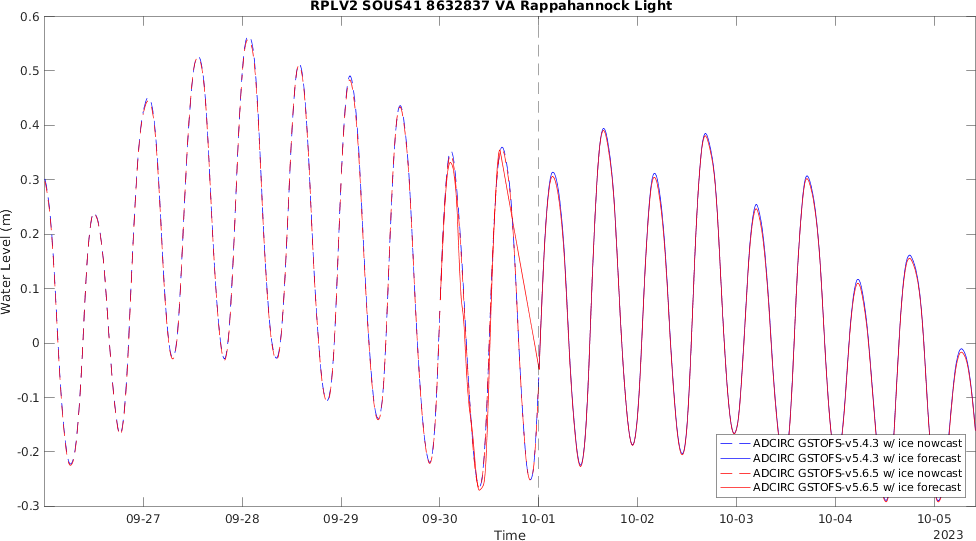 RPLV2 SOUS41 8632837 VA Rappahannock Light
0.6
0.5
0.4
0.3
0.2
0.1
0
-0.1
-0.2
-0.3
Water Level (m)
ADCIRC GSTOFS-v5.4.3 w/ ice nowcast
ADCIRC GSTOFS-v5.4.3 w/ ice forecast
ADCIRC GSTOFS-v5.6.5 w/ ice nowcast
ADCIRC GSTOFS-v5.6.5 w/ ice forecast
09-27 09-28 09-29 09-30 10-01 10-02 10-03 10-04 10-05
Time
2023